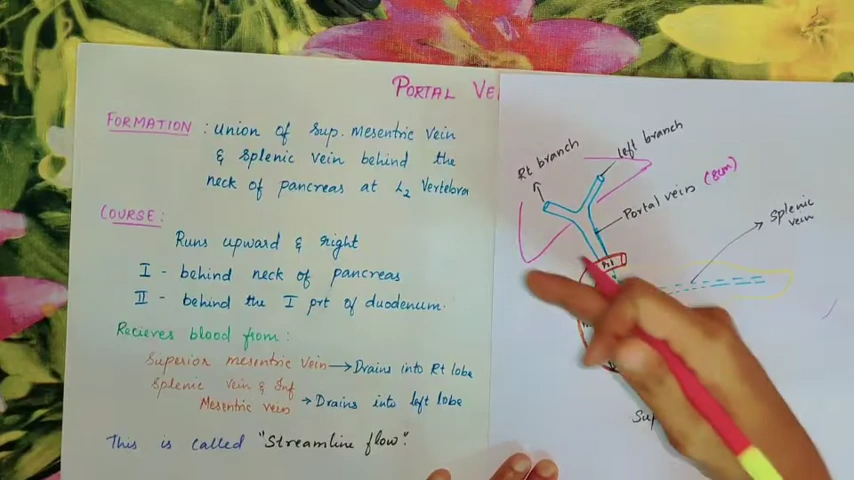 PORTAL VE
FORMATION : Union of Sup. Mesentric Vein
& Splenic Vein behind the
neck of pancreas at L2 Vertebra
COURSE:
Runs upward & right
I - behind neck of pancreas
II - behind the I prt of duodenum.
Recieves blood from:
Superior mesentric vein → Drains into Rt lobe
Splenic vein & Inf
Mesentric vein → Drains into left lobe
This is called "Streamline flow".
Rt branch
left branch
Portal vein (8cm)
Splenic
vein